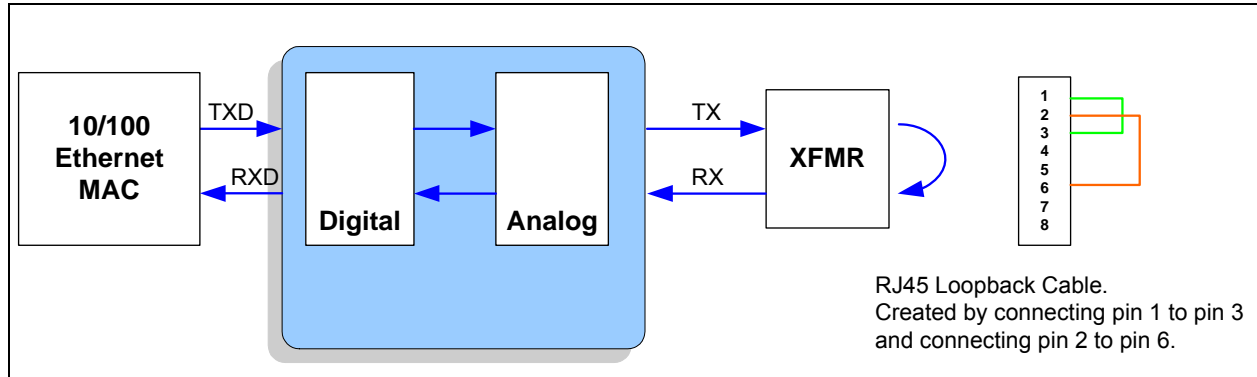 10/100
Ethernet
MAC
TXD
RXD
Digital
Analog
TX
RX
XFMR
1
2
3
4
5
6
7
8
RJ45 Loopback Cable.
Created by connecting pin 1 to pin 3
and connecting pin 2 to pin 6.